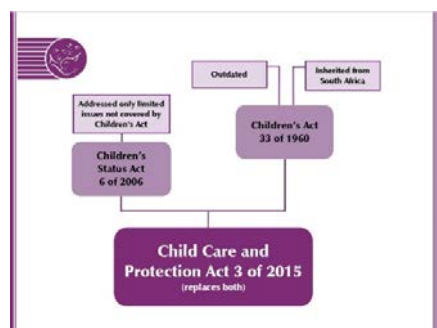 Outdated
Inherited from
South Africa
Addressed only limited
issues not covered by
Children's Act
Children's Act
33 of 1960
Children's
Status Act
6 of 2006
Child Care and
Protection Act 3 of 2015
(replaces both)